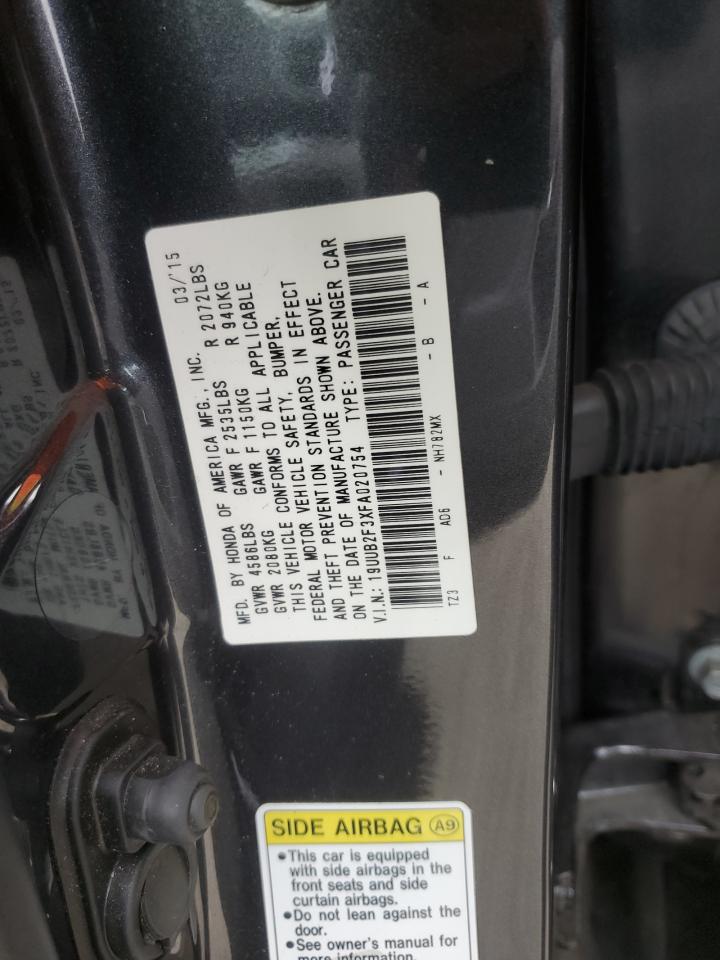 MFD. BY HONDA OF AMERICA MFG., INC. 03/'15
GVWR 4586LBS GAWR F 2535LBS R 2072LBS
GVWR 2080KG GAWR F 1150KG R 940KG
THIS VEHICLE CONFORMS TO ALL APPLICABLE
FEDERAL MOTOR VEHICLE SAFETY, BUMPER,
AND THEFT PREVENTION STANDARDS IN EFFECT
ON THE DATE OF MANUFACTURE SHOWN ABOVE.
V.I.N.: 19UUB2F3XFA020754 TYPE: PASSENGER CAR
TZ3 F AD6 - NH782MX - B - A
SIDE AIRBAG A9
•This car is equipped
with side airbags in the
front seats and side
curtain airbags.
•Do not lean against the
door.
•See owner's manual for
more information.